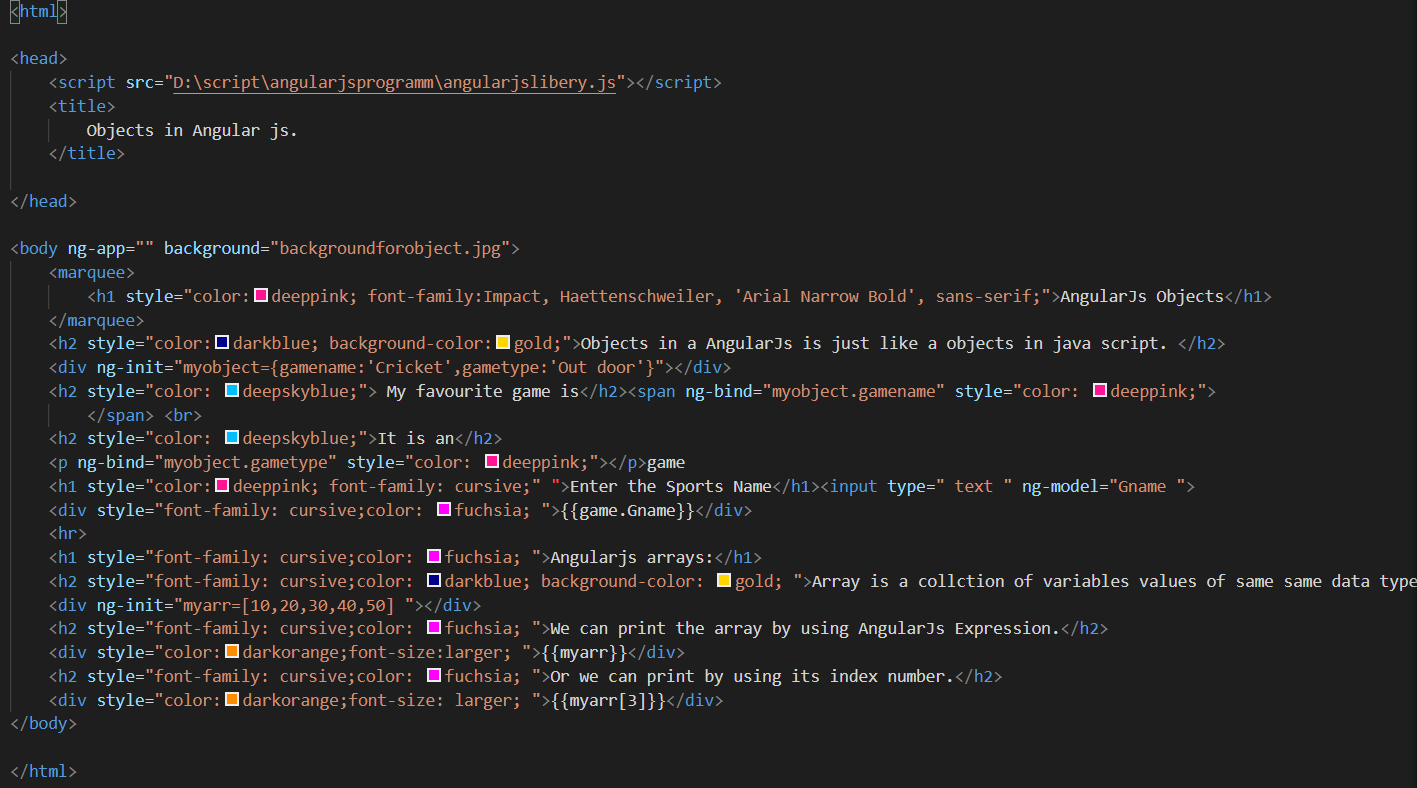 <html>
<head>
<script src="D:\script\angularjsprogramm\angularjslibery.js"></script>
<title>
Objects in Angular js.
</title>
</head>
<body ng-app="" background="backgroundforobject.jpg">
<marquee>
<h1 style="color:deeppink; font-family:Impact, Haettenschweiler, 'Arial Narrow Bold', sans-serif;">AngularJs Objects</h1>
</marquee>
<h2 style="color:darkblue; background-color:gold;">Objects in a AngularJs is just like a objects in java script. </h2>
<div ng-init="myobject={gamename:'Cricket',gametype:'Out door'}"></div>
<h2 style="color: deepskyblue;"> My favourite game is</h2><span ng-bind="myobject.gamename" style="color: deeppink;">
</span> <br>
<h2 style="color: deepskyblue;">It is an</h2>
<p ng-bind="myobject.gametype" style="color: deeppink;"></p>game
<h1 style="color:deeppink; font-family: cursive;" ">Enter the Sports Name</h1><input type=" text " ng-model="Gname ">
<div style="font-family: cursive;color: fuchsia; ">{{game.Gname}}</div>
<hr>
<h1 style="font-family: cursive;color: fuchsia; ">Angularjs arrays:</h1>
<h2 style="font-family: cursive;color: darkblue; background-color: gold; ">Array is a collction of variables values of same same data type
<div ng-init="myarr=[10,20,30,40,50] "></div>
<h2 style="font-family: cursive;color: fuchsia; ">We can print the array by using AngularJs Expression.</h2>
<div style="color:darkorange;font-size:larger; ">{{myarr}}</div>
<h2 style="font-family: cursive;color: fuchsia; ">Or we can print by using its index number.</h2>
<div style="color:darkorange;font-size: larger; ">{{myarr[3]}}</div>
</body>
</html>